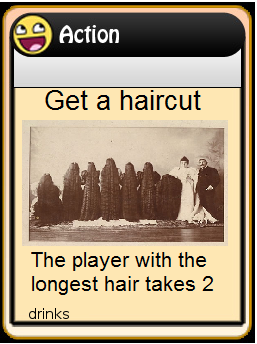 Action
Get a haircut
The player with the
longest hair takes 2
drinks